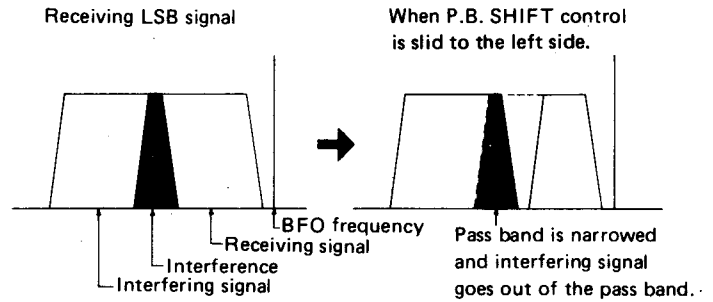 Receiving LSB signal
When P.B. SHIFT control
is slid to the left side.
BFO frequency
Receiving signal
Interference
Interfering signal
Pass band is narrowed
and interfering signal
goes out of the pass band.